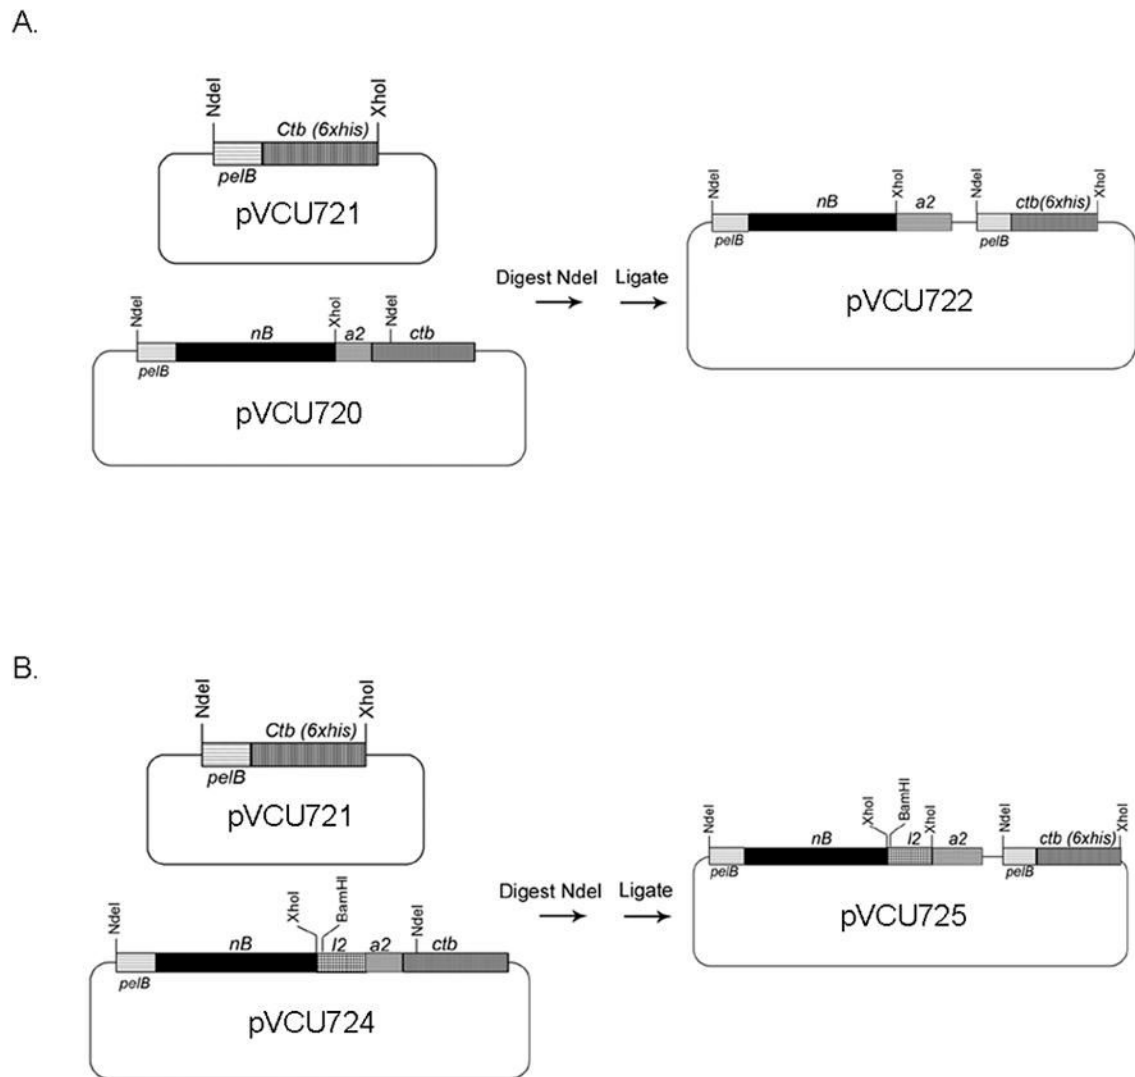 A.
NdeI
XhoI
Ctb (6xhis)
pelB
pVCU721
NdeI
nB
XhoI
a2
NdeI
ctb
pelB
pVCU720
Digest NdeI
Ligate
NdeI
nB
XhoI
a2
NdeI
ctb(6xhis)
XhoI
pelB
pelB
pVCU722
B.
NdeI
XhoI
Ctb (6xhis)
pelB
pVCU721
NdeI
nB
XhoI
BamHI
l2
a2
NdeI
ctb
pelB
pVCU724
Digest NdeI
Ligate
NdeI
nB
XhoI
BamHI
l2
XhoI
a2
NdeI
ctb (6xhis)
XhoI
pelB
pelB
pVCU725